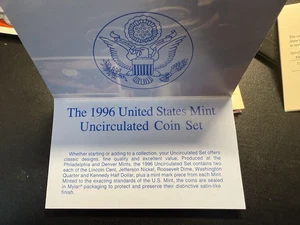 The 1996 United States Mint
Uncirculated Coin Set
Whether starting or adding to a collection, your Uncirculated Set offers
classic designs, fine quality and excellent value. Produced at the
Philadelphia and Denver Mints, the 1996 Uncirculated Set contains two
each of the Lincoln Cent, Jefferson Nickel, Roosevelt Dime, Washington
Quarter and Kennedy Half Dollar, plus a mint mark piece from each Mint.
Minted to the exacting standards of the U.S. Mint, the coins are sealed
in Mylar® packaging to protect and preserve their distinctive satin-like
finish.